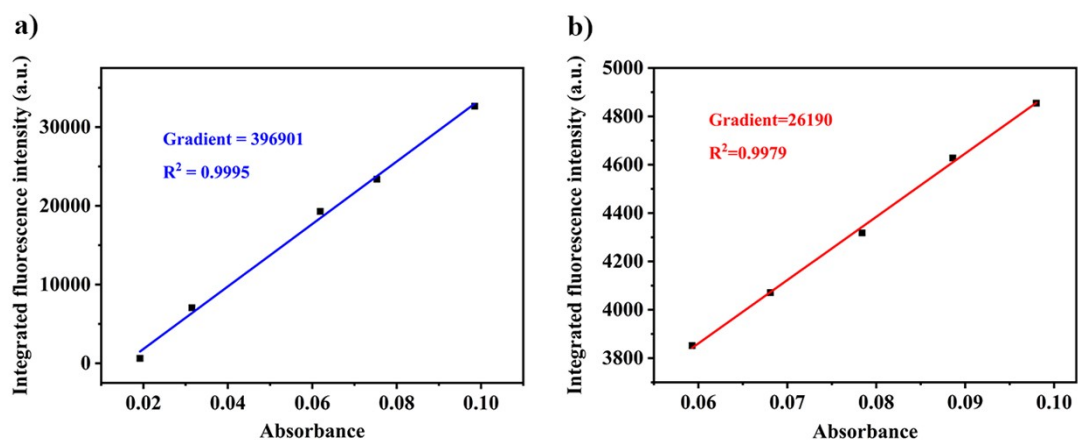 a)
Integrated fluorescence intensity (a.u.)
30000
20000
10000
0
Gradient = 396901
R² = 0.9995
0.02
0.04
0.06
0.08
0.10
Absorbance
b)
Integrated fluorescence intensity (a.u.)
5000
4800
4600
4400
4200
4000
3800
Gradient=26190
R²=0.9979
0.06
0.07
0.08
0.09
0.10
Absorbance